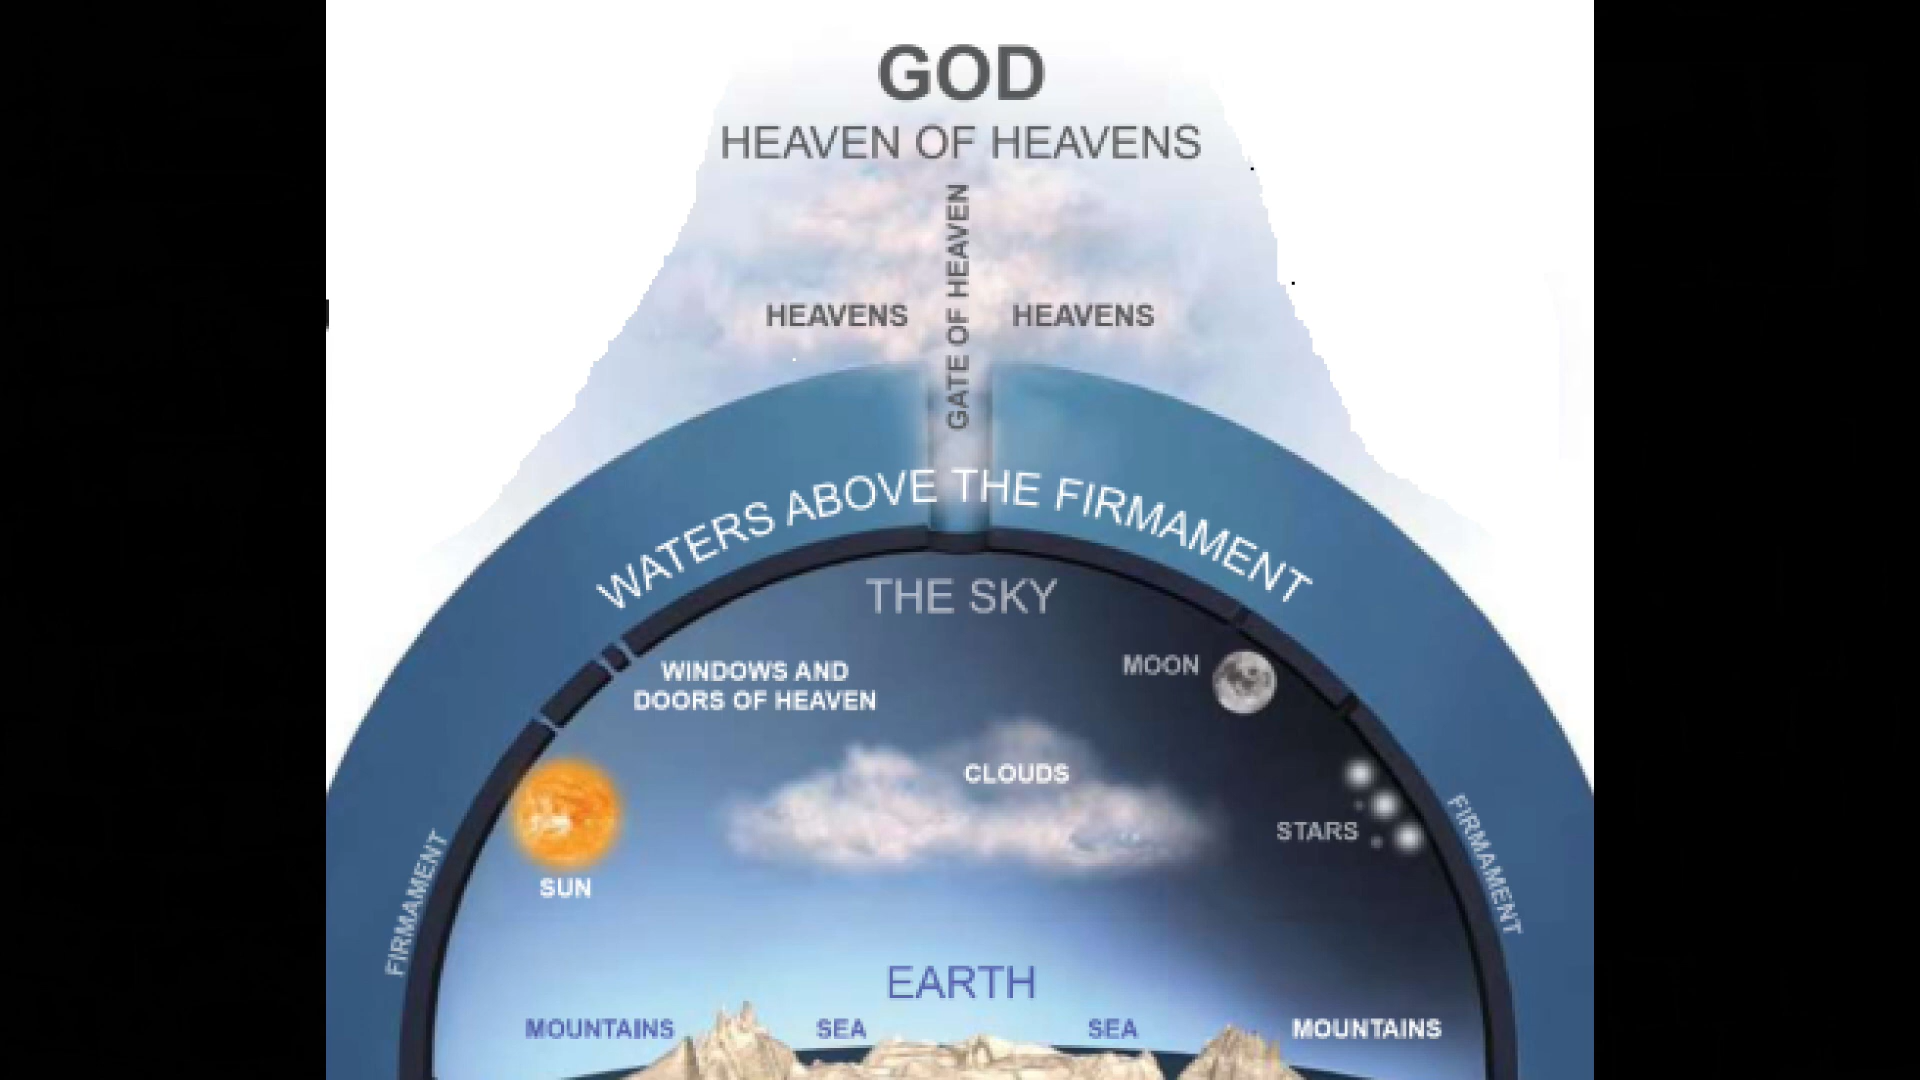 GOD
HEAVEN OF HEAVENS
GATE OF HEAVEN
HEAVENS
HEAVENS
WATERS ABOVE THE FIRMAMENT
THE SKY
WINDOWS AND
DOORS OF HEAVEN
MOON
CLOUDS
STARS
SUN
FIRMAMENT
FIRMAMENT
EARTH
MOUNTAINS
SEA
SEA
MOUNTAINS